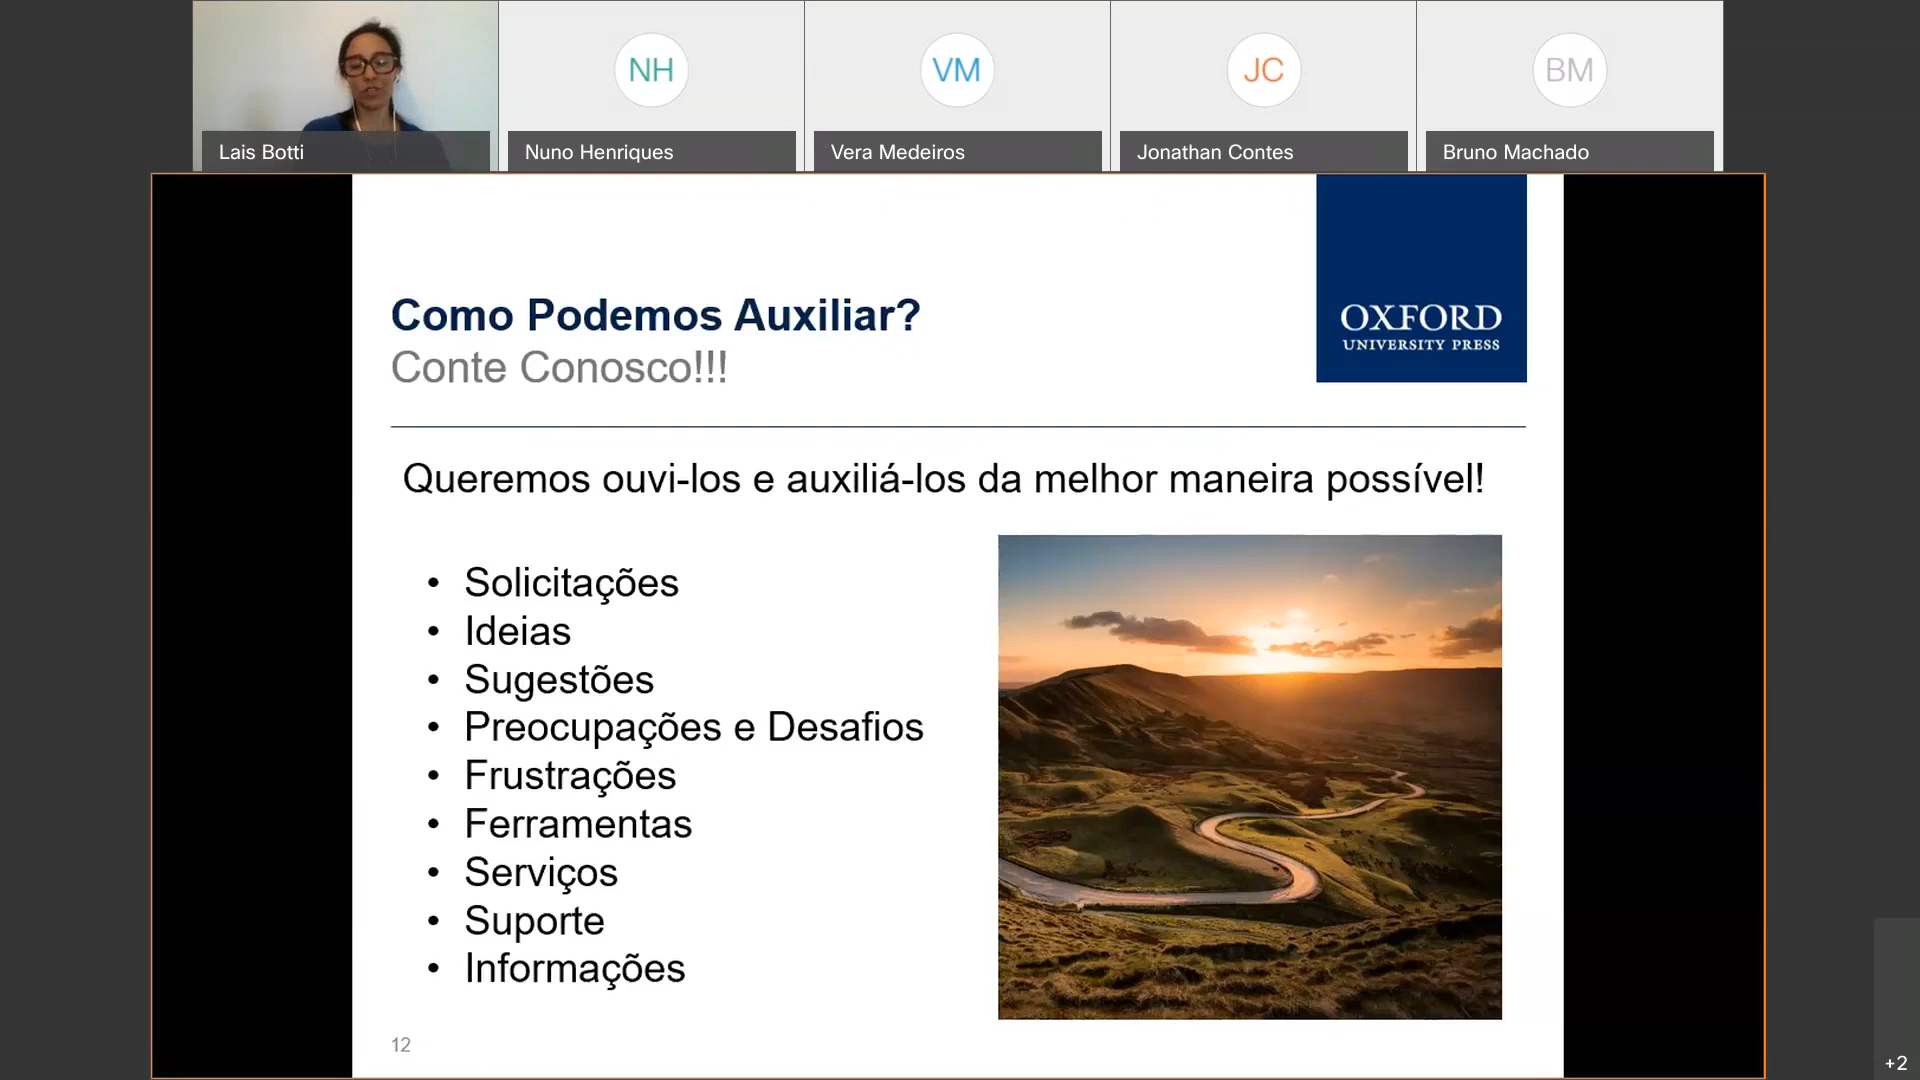 NH
VM
JC
BM
Lais Botti
Nuno Henriques
Vera Medeiros
Jonathan Contes
Bruno Machado
OXFORD
UNIVERSITY PRESS
Como Podemos Auxiliar?
Conte Conosco!!!
Queremos ouvi-los e auxiliá-los da melhor maneira possível!
• Solicitações
• Ideias
• Sugestões
• Preocupações e Desafios
• Frustrações
• Ferramentas
• Serviços
• Suporte
• Informações
12
+2